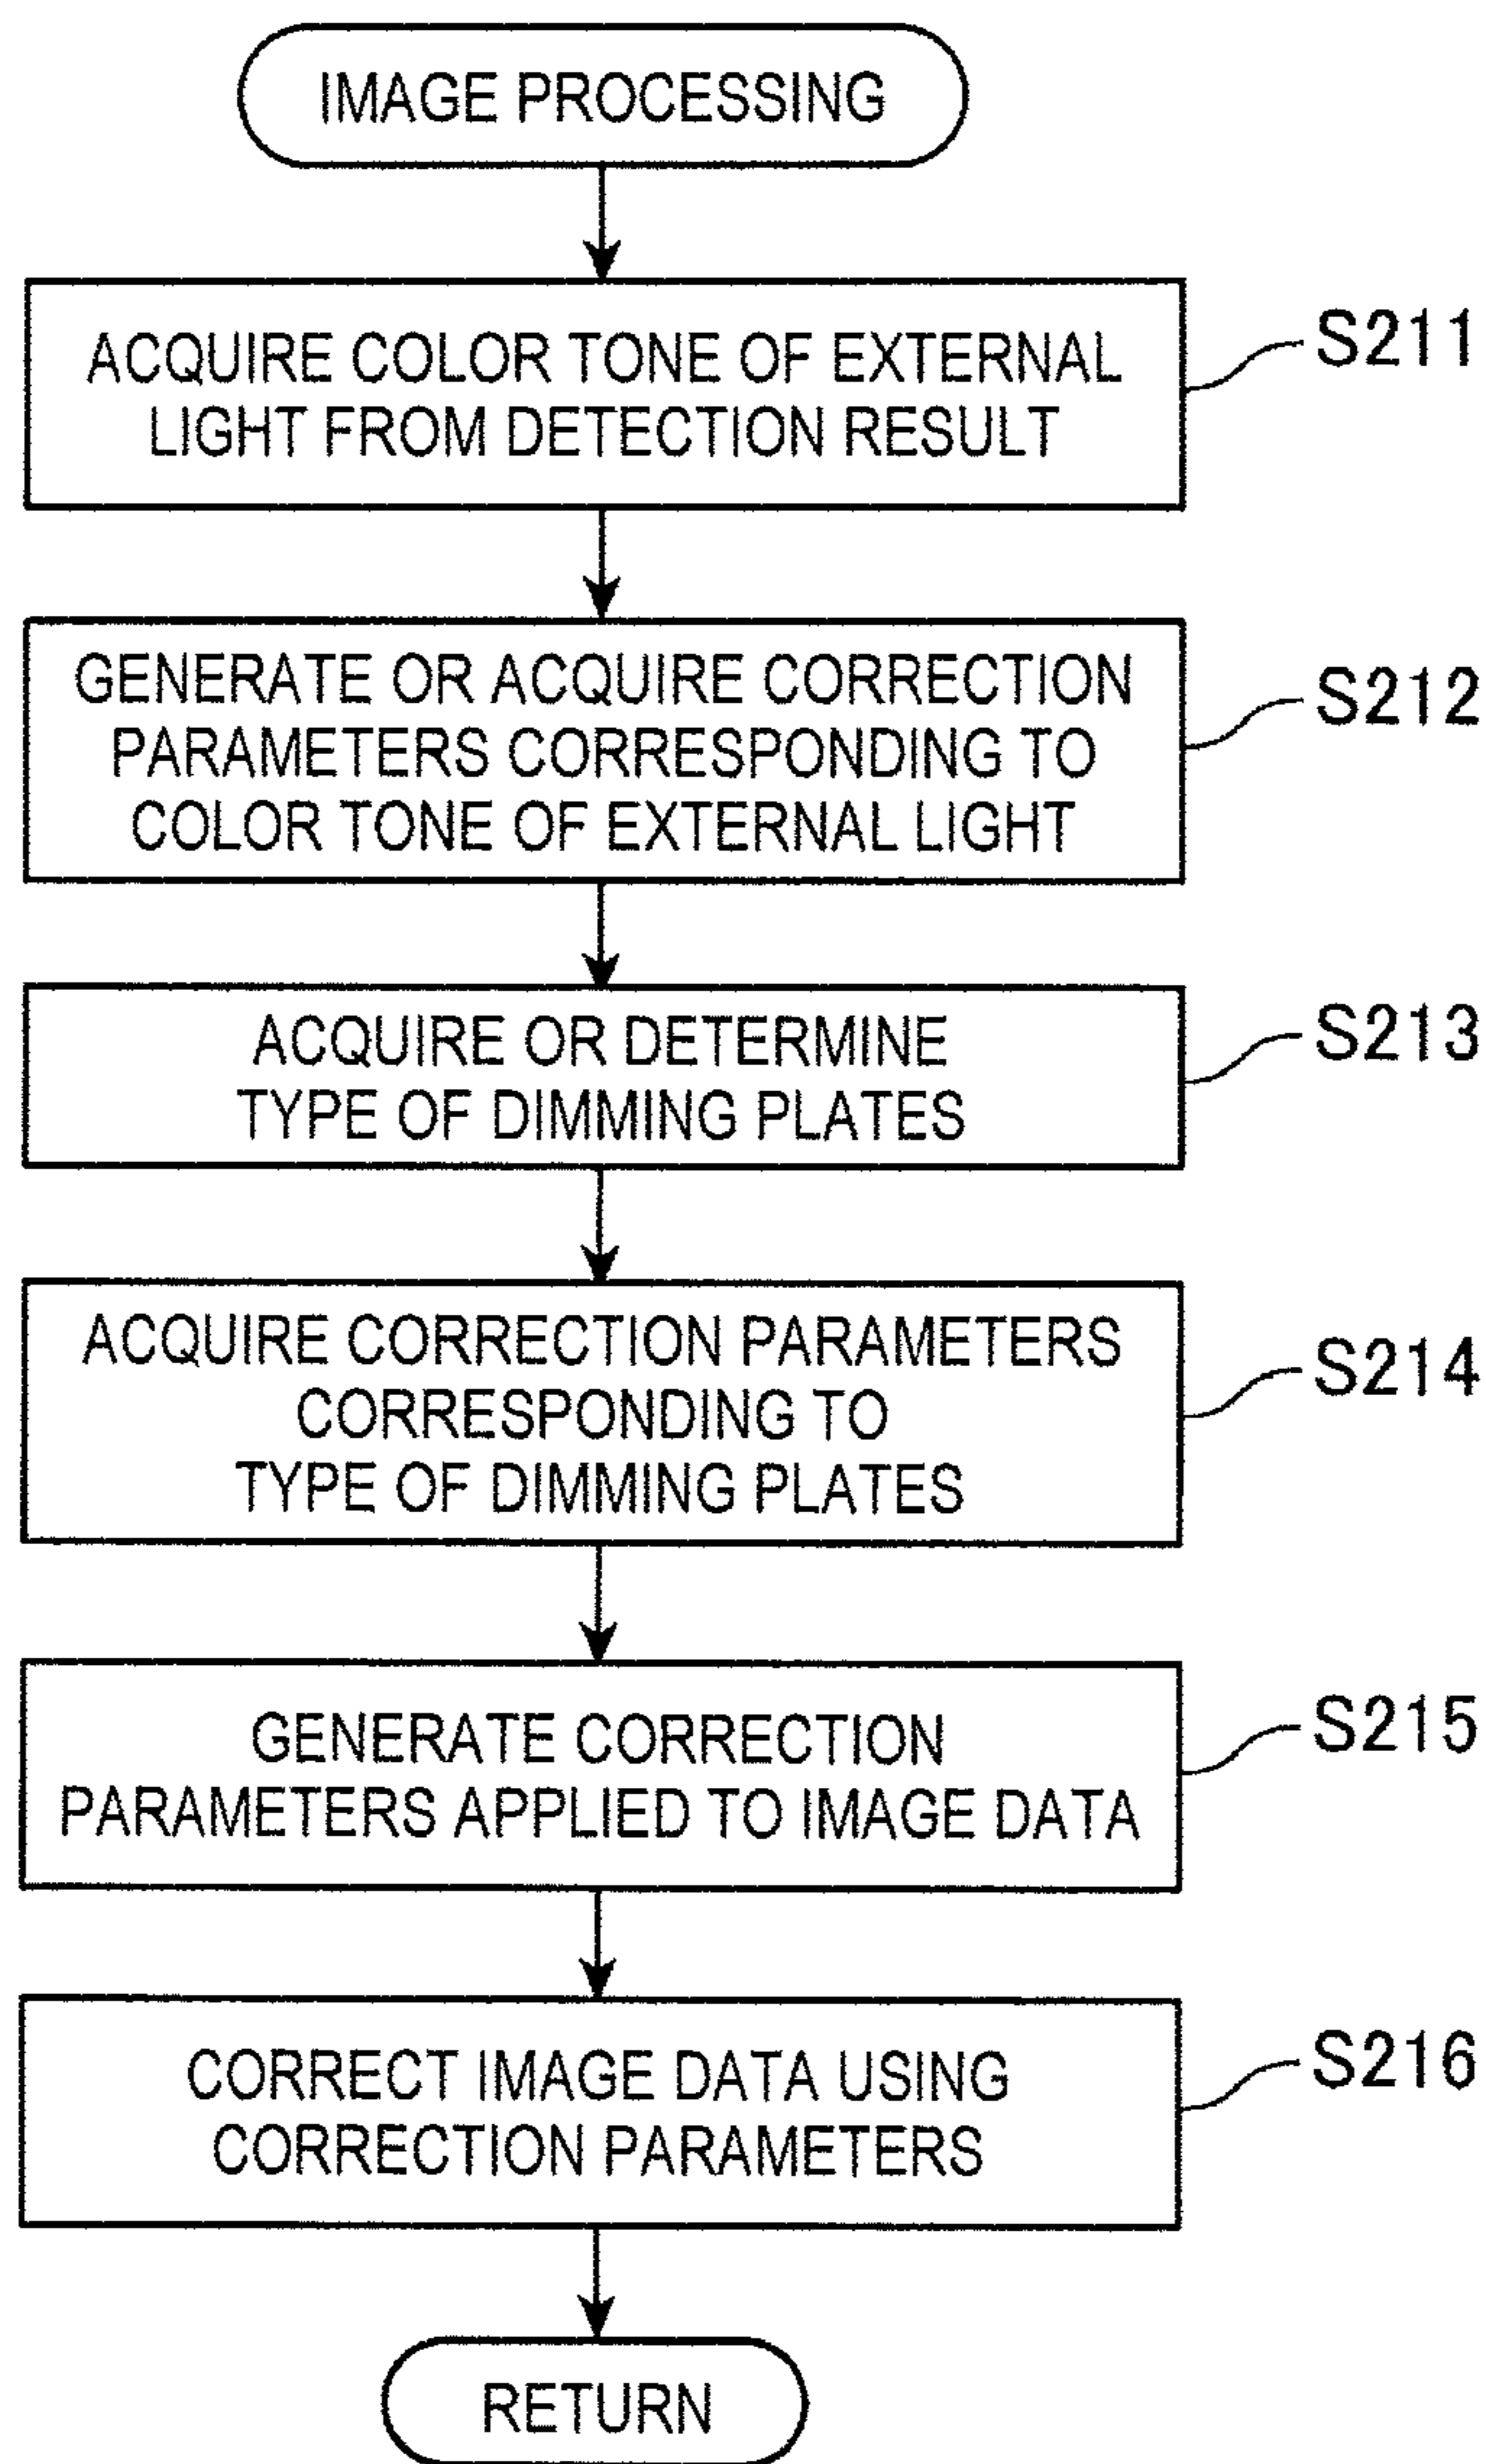 IMAGE PROCESSING
ACQUIRE COLOR TONE OF EXTERNAL
LIGHT FROM DETECTION RESULT
S211
GENERATE OR ACQUIRE CORRECTION
PARAMETERS CORRESPONDING TO
COLOR TONE OF EXTERNAL LIGHT
S212
ACQUIRE OR DETERMINE
TYPE OF DIMMING PLATES
S213
ACQUIRE CORRECTION PARAMETERS
CORRESPONDING TO
TYPE OF DIMMING PLATES
S214
GENERATE CORRECTION
PARAMETERS APPLIED TO IMAGE DATA
S215
CORRECT IMAGE DATA USING
CORRECTION PARAMETERS
S216
RETURN